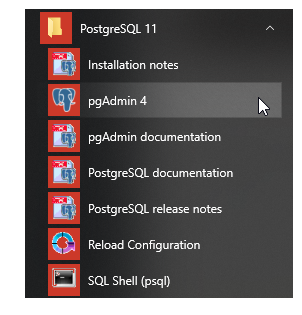 PostgreSQL 11
Installation notes
pgAdmin 4
pgAdmin documentation
PostgreSQL documentation
PostgreSQL release notes
Reload Configuration
SQL Shell (psql)